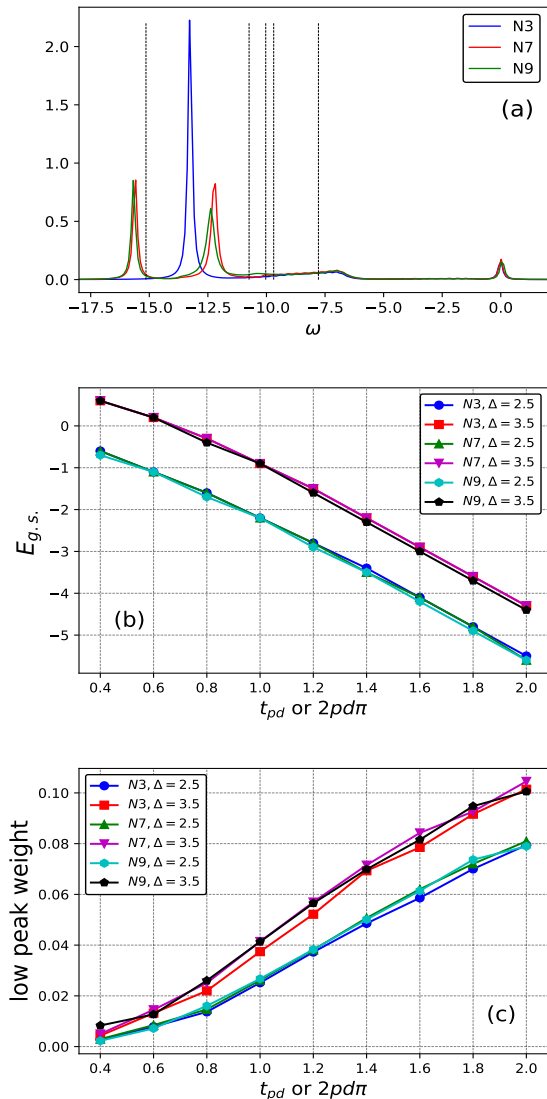 N3
N7
N9
(a)
2.0
1.5
1.0
0.5
0.0
−17.5 −15.0 −12.5 −10.0 −7.5 −5.0 −2.5 0.0
ω
N3, Δ = 2.5
N3, Δ = 3.5
N7, Δ = 2.5
N7, Δ = 3.5
N9, Δ = 2.5
N9, Δ = 3.5
0
−1
−2
−3
−4
−5
E_{g.s.}
(b)
0.4 0.6 0.8 1.0 1.2 1.4 1.6 1.8 2.0
t_{pd} or 2pdπ
N3, Δ = 2.5
N3, Δ = 3.5
N7, Δ = 2.5
N7, Δ = 3.5
N9, Δ = 2.5
N9, Δ = 3.5
0.10
0.08
0.06
0.04
0.02
0.00
low peak weight
(c)
0.4 0.6 0.8 1.0 1.2 1.4 1.6 1.8 2.0
t_{pd} or 2pdπ